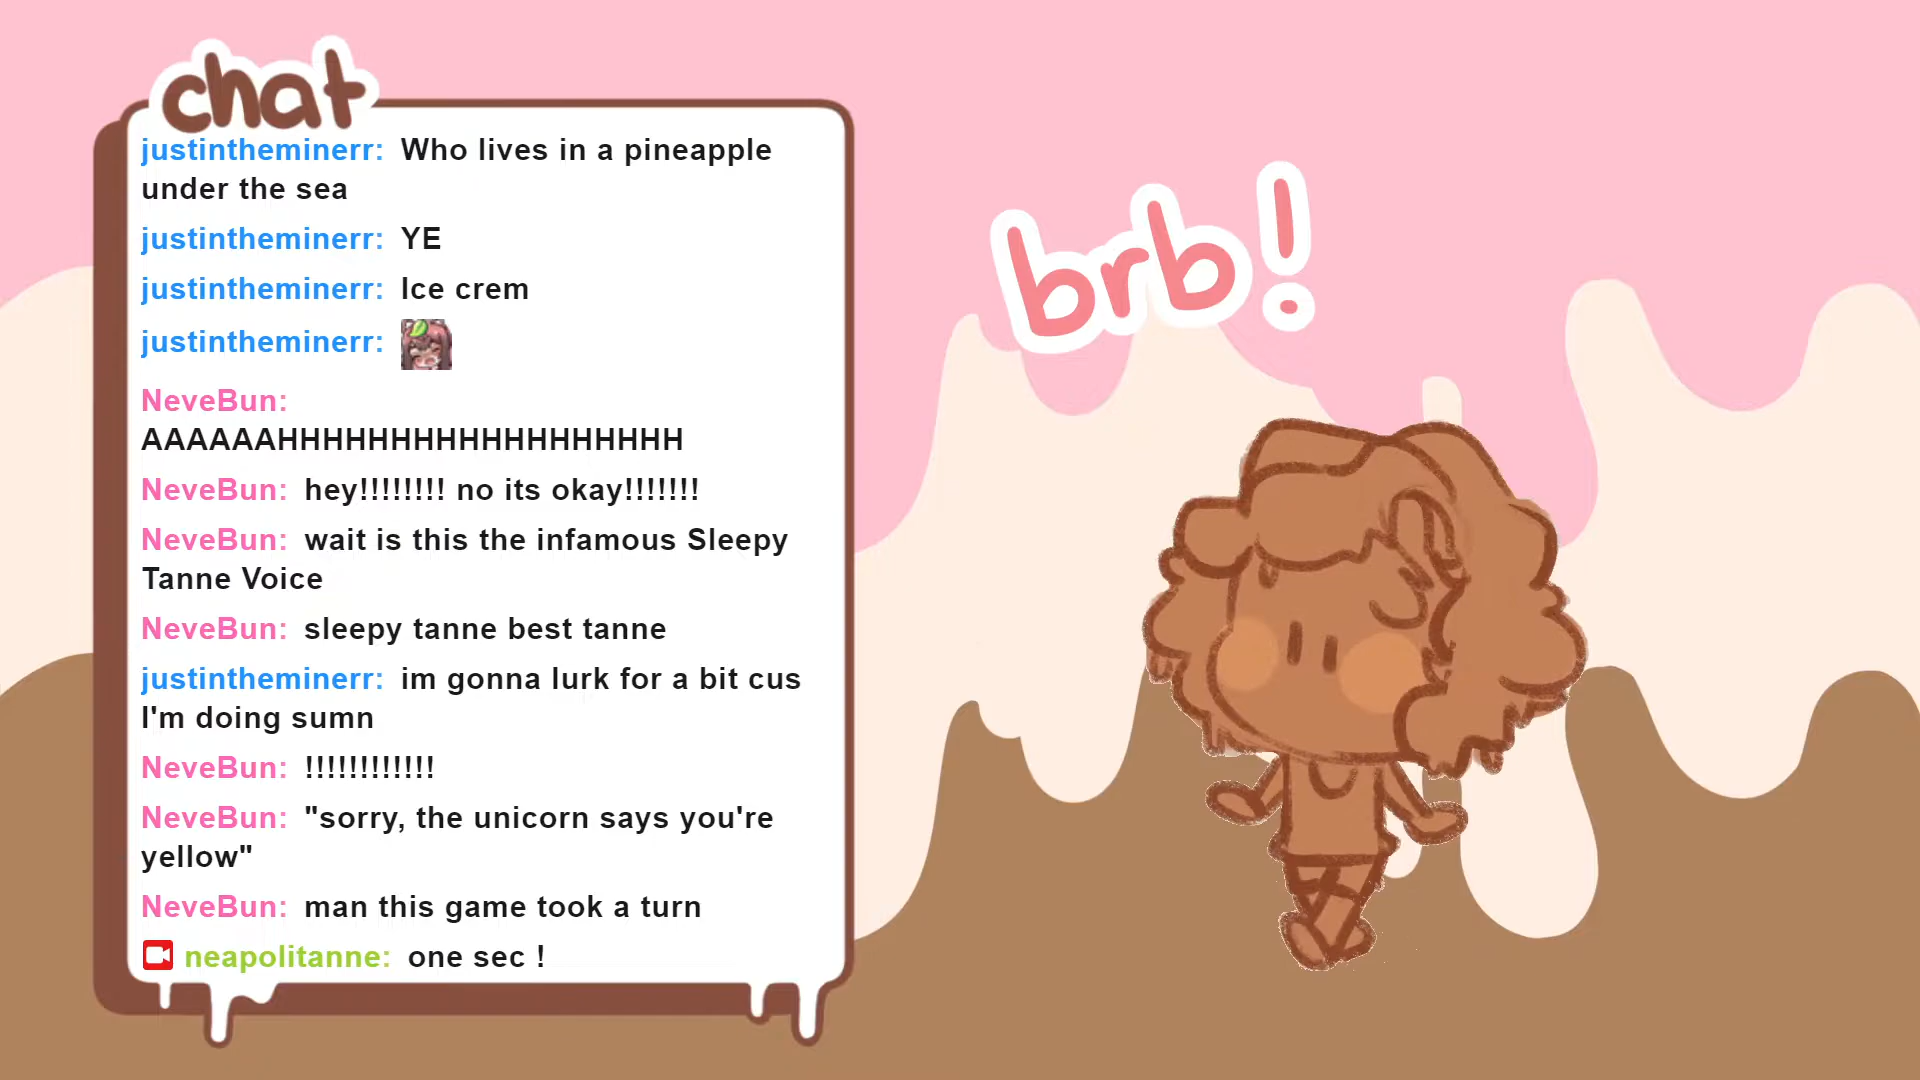 chat
justintheminerr: Who lives in a pineapple
under the sea
justintheminerr: YE
justintheminerr: Ice crem
justintheminerr:
NeveBun:
AAAAAAHHHHHHHHHHHHHHHHHH
NeveBun: hey!!!!!!!! no its okay!!!!!!!
NeveBun: wait is this the infamous Sleepy
Tanne Voice
NeveBun: sleepy tanne best tanne
justintheminerr: im gonna lurk for a bit cus
I'm doing sumn
NeveBun: !!!!!!!!!!!!
NeveBun: "sorry, the unicorn says you're
yellow"
NeveBun: man this game took a turn
neapolitanne: one sec !
brb!